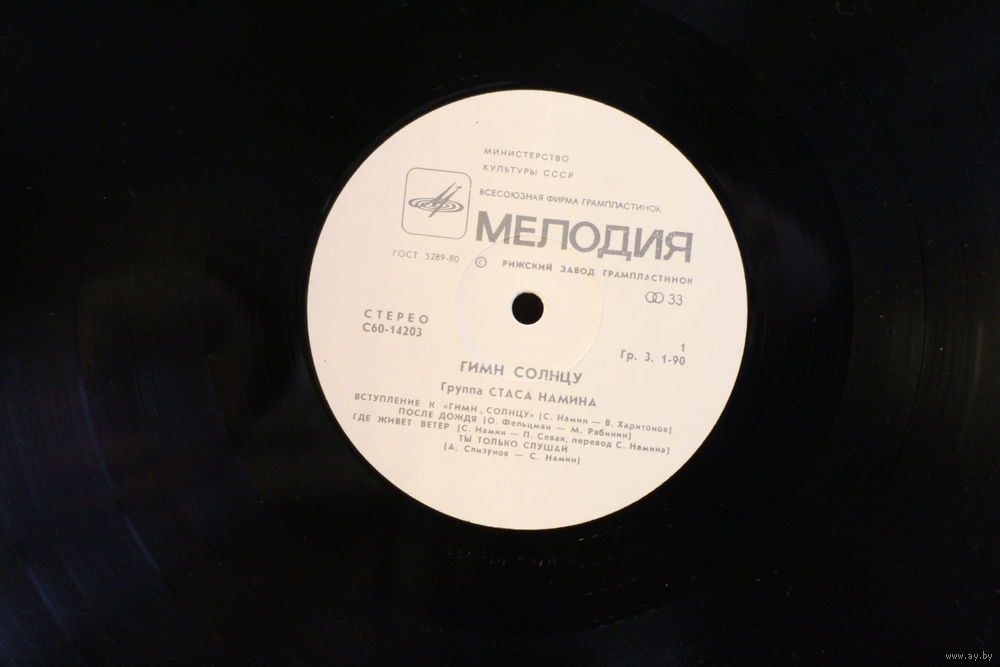 МИНИСТЕРСТВО
КУЛЬТУРЫ СССР
ВСЕСОЮЗНАЯ ФИРМА ГРАМПЛАСТИНОК
МЕЛОДИЯ
ГОСТ 5289-80 © РИЖСКИЙ ЗАВОД ГРАМПЛАСТИНОК
33
СТЕРЕО
С60-14203
1
Гр. 3. 1-90
ГИМН СОЛНЦУ
Группа СТАСА НАМИНА
ВСТУПЛЕНИЕ К «ГИМН СОЛНЦУ» (С. Намин — В. Харитонов)
ПОСЛЕ ДОЖДЯ (О. Фельцман — М. Рябинин)
ГДЕ ЖИВЕТ ВЕТЕР (С. Намин — П. Севак, перевод С. Намина)
ТЫ ТОЛЬКО СЛУШАЙ
(А. Слизунов — С. Намин)
www.ay.by